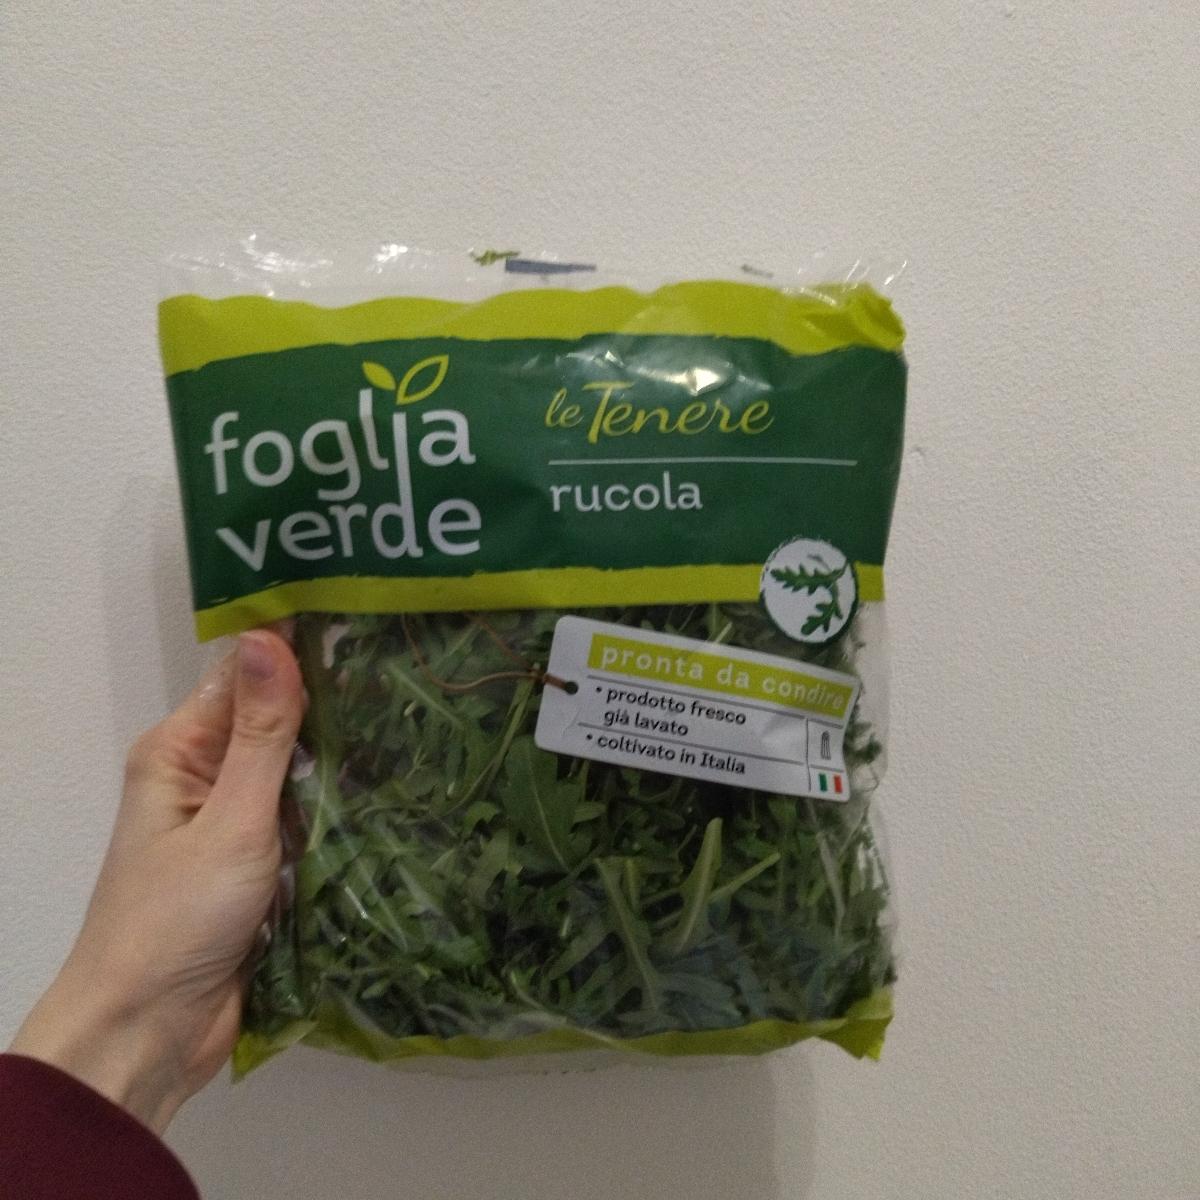 foglia
verde
le Tenere
rucola
pronta da condire
• prodotto fresco
già lavato
• coltivato in Italia